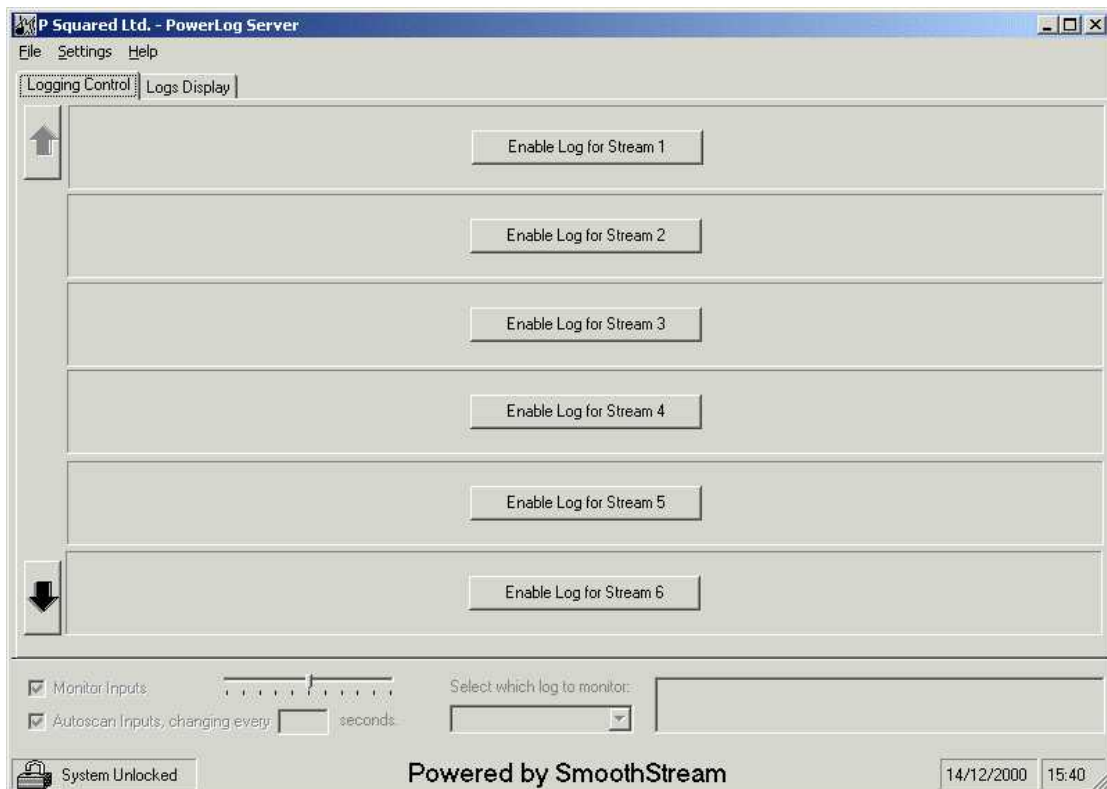 P Squared Ltd. - PowerLog Server
File Settings Help
Logging Control Logs Display
Enable Log for Stream 1
Enable Log for Stream 2
Enable Log for Stream 3
Enable Log for Stream 4
Enable Log for Stream 5
Enable Log for Stream 6
Monitor Inputs Select which log to monitor:
Autoscan Inputs, changing every seconds.
System Unlocked Powered by SmoothStream 14/12/2000 15:40